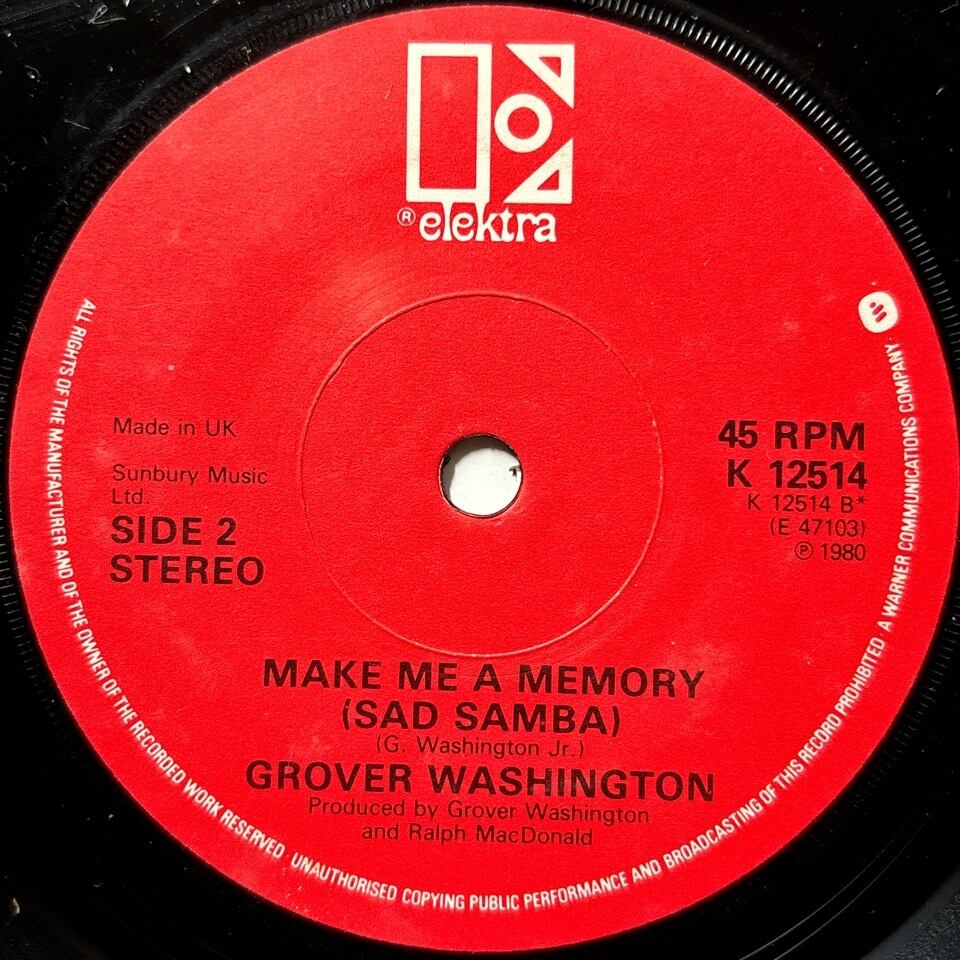 ® elektra
Made in UK
Sunbury Music
Ltd.
SIDE 2
STEREO
45 RPM
K 12514
K 12514 B*
(E 47103)
℗ 1980
MAKE ME A MEMORY
(SAD SAMBA)
(G. Washington Jr.)
GROVER WASHINGTON
Produced by Grover Washington
and Ralph MacDonald
ALL RIGHTS OF THE MANUFACTURER AND OF THE OWNER OF THE RECORDED WORK RESERVED UNAUTHORISED COPYING PUBLIC PERFORMANCE AND BROADCASTING OF THIS RECORD PROHIBITED A WARNER COMMUNICATIONS COMPANY